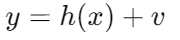 y = h(x) + v